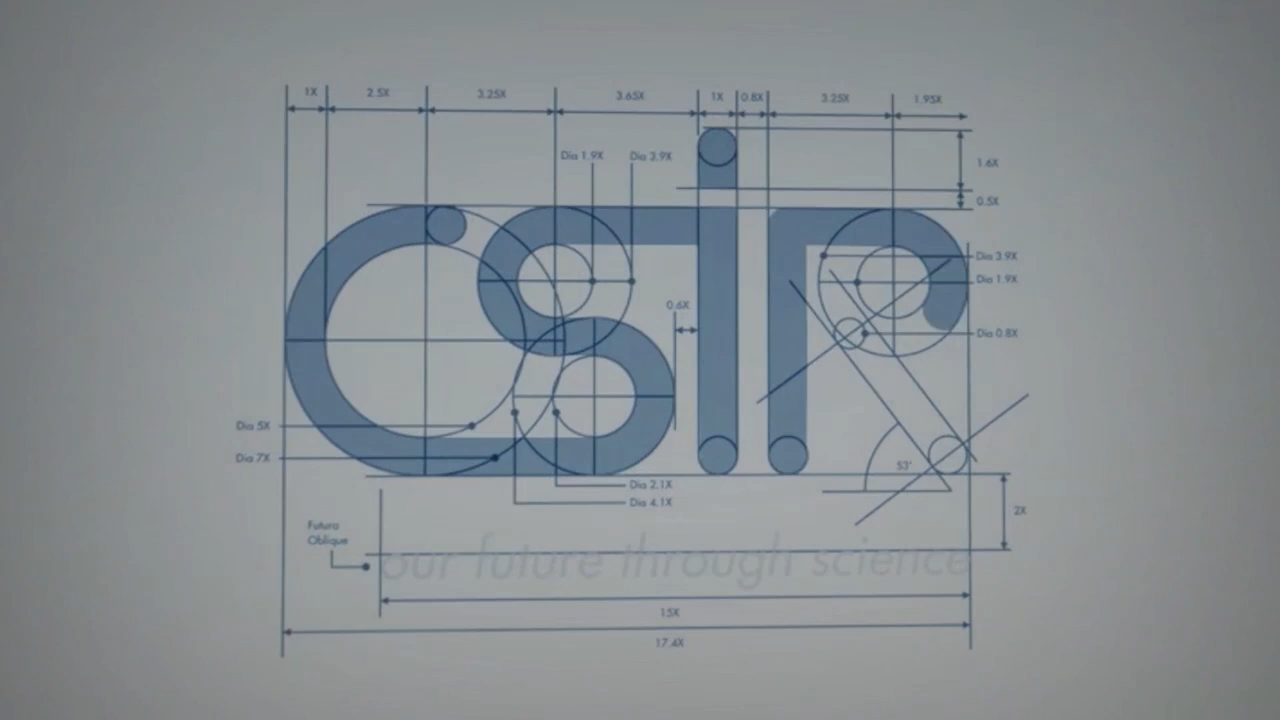 1X 2.5X 3.25X 3.65X 1X 0.8X 3.25X 1.95X
Dia 1.9X Dia 3.9X
1.6X
0.5X
CSIR
Dia 3.9X
Dia 1.9X
0.6X
Dia 0.8X
Dia 5X
Dia 7X
53°
Dia 2.1X
Dia 4.1X
2X
Futura
Oblique
our future through science
15X
17.4X